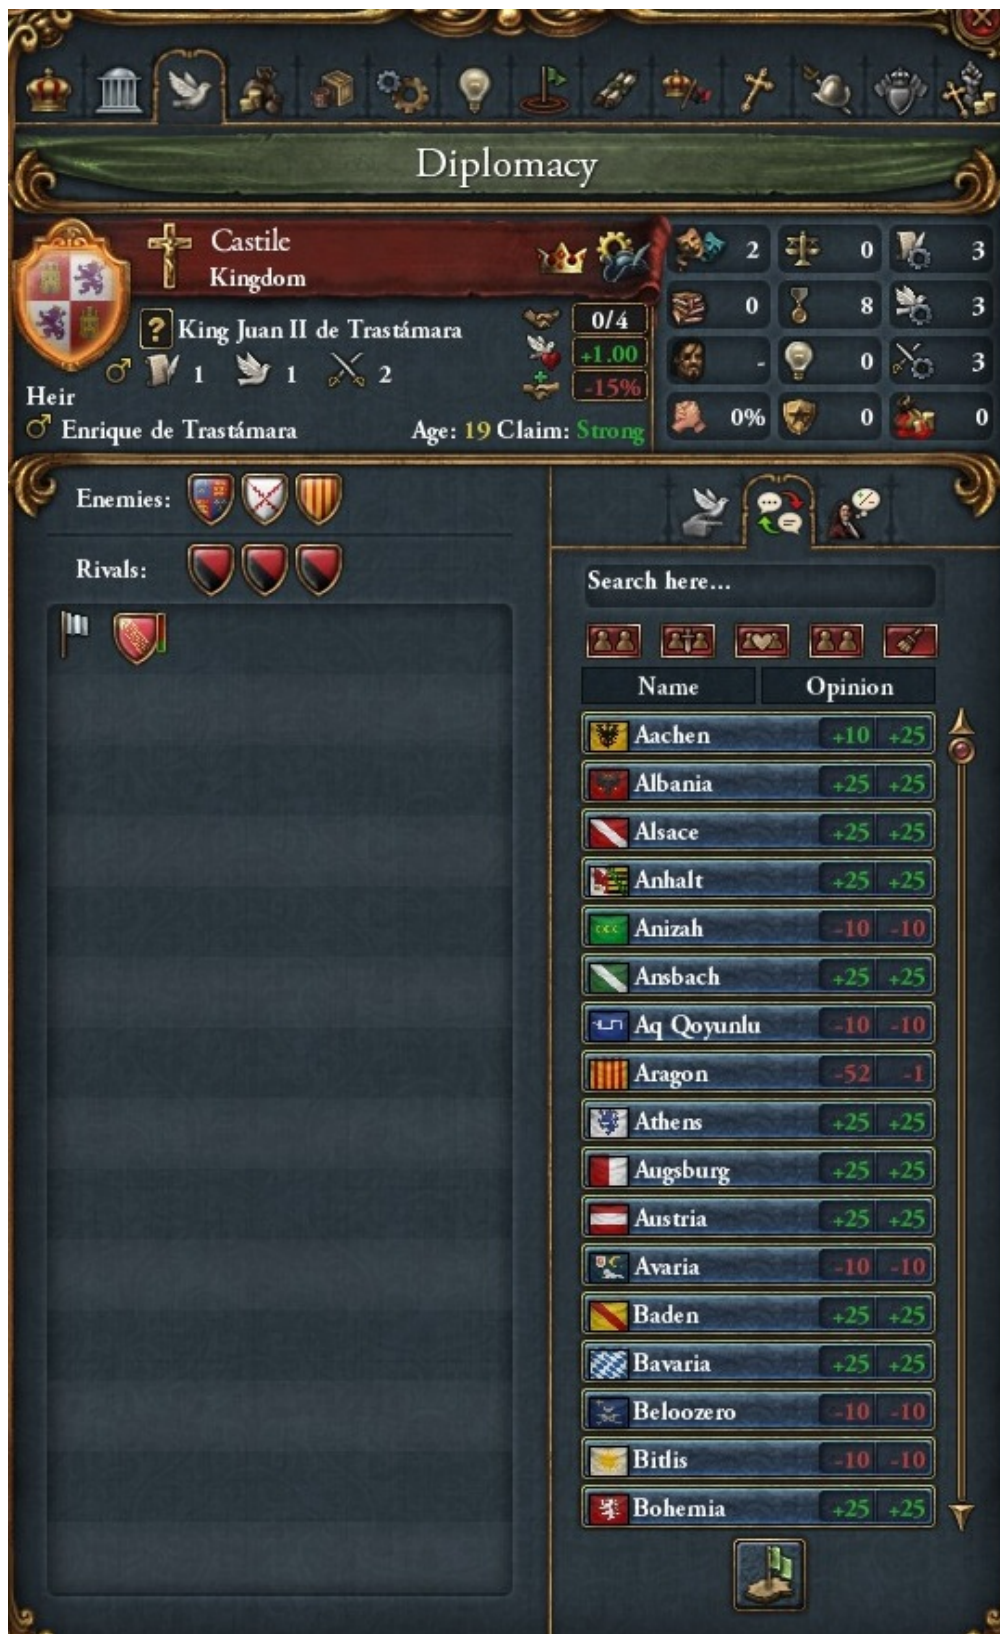 Diplomacy
Castile
Kingdom
? King Juan II de Trastámara
1 1 2
0/4
+1.00
-15%
Heir
Enrique de Trastámara Age: 19 Claim: Strong
2 0 3
0 8 3
- 0 3
0% 0 0
Enemies:
Rivals:
Search here...
Name Opinion
Aachen +10 +25
Albania +25 +25
Alsace +25 +25
Anhalt +25 +25
Anizah -10 -10
Ansbach +25 +25
Aq Qoyunlu -10 -10
Aragon -52 -1
Athens +25 +25
Augsburg +25 +25
Austria +25 +25
Avaria -10 -10
Baden +25 +25
Bavaria +25 +25
Beloozero -10 -10
Bitlis -10 -10
Bohemia +25 +25